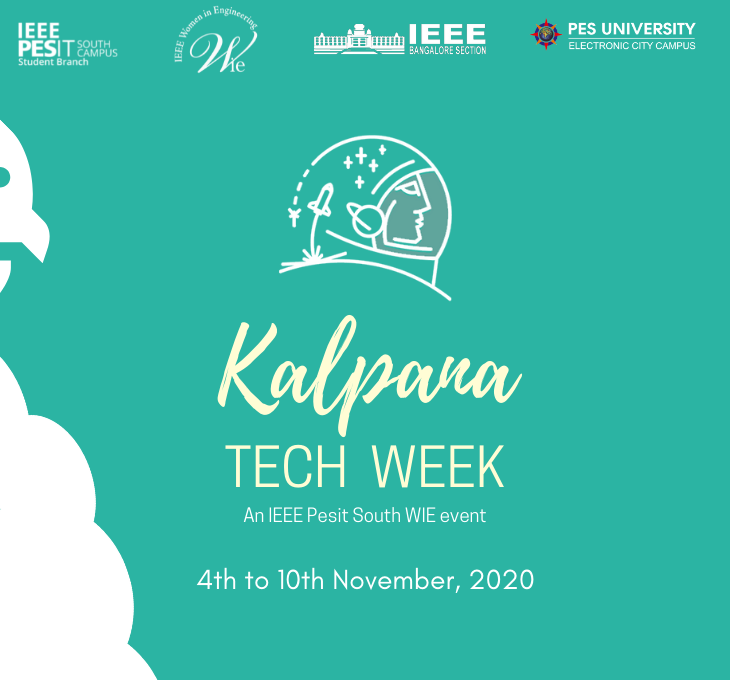 IEEE
PESIT SOUTH CAMPUS
Student Branch
IEEE Women in Engineering
Wie
IEEE
BANGALORE SECTION
PES UNIVERSITY
ELECTRONIC CITY CAMPUS
Kalpana
TECH WEEK
An IEEE Pesit South WIE event
4th to 10th November, 2020